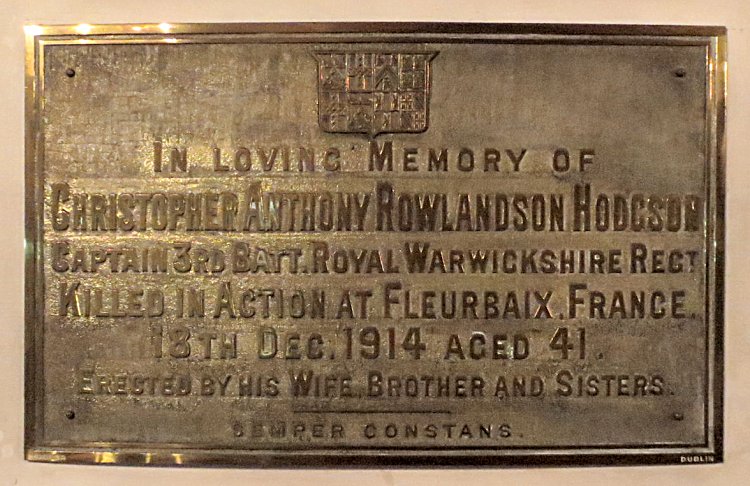 IN LOVING MEMORY OF
CHRISTOPHER ANTHONY ROWLANDSON HODGSON
CAPTAIN 3RD BATT. ROYAL WARWICKSHIRE REGT
KILLED IN ACTION AT FLEURBAIX, FRANCE.
18TH DEC. 1914 AGED 41.
ERECTED BY HIS WIFE, BROTHER AND SISTERS.
SEMPER CONSTANS.
DUBLIN